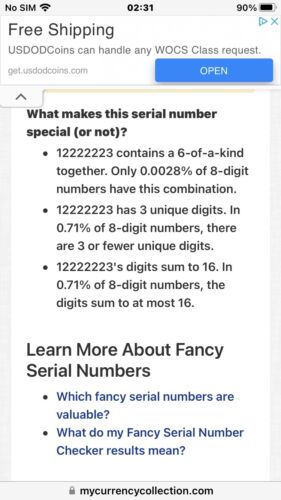 No SIM 02:31 90%
Free Shipping
USDODCoins can handle any WOCS Class request.
get.usdodcoins.com
OPEN
What makes this serial number
special (or not)?
• 12222223 contains a 6-of-a-kind
together. Only 0.0028% of 8-digit
numbers have this combination.
• 12222223 has 3 unique digits. In
0.71% of 8-digit numbers, there
are 3 or fewer unique digits.
• 12222223's digits sum to 16. In
0.71% of 8-digit numbers, the
digits sum to at most 16.
Learn More About Fancy
Serial Numbers
• Which fancy serial numbers are
valuable?
• What do my Fancy Serial Number
Checker results mean?
mycurrencycollection.com